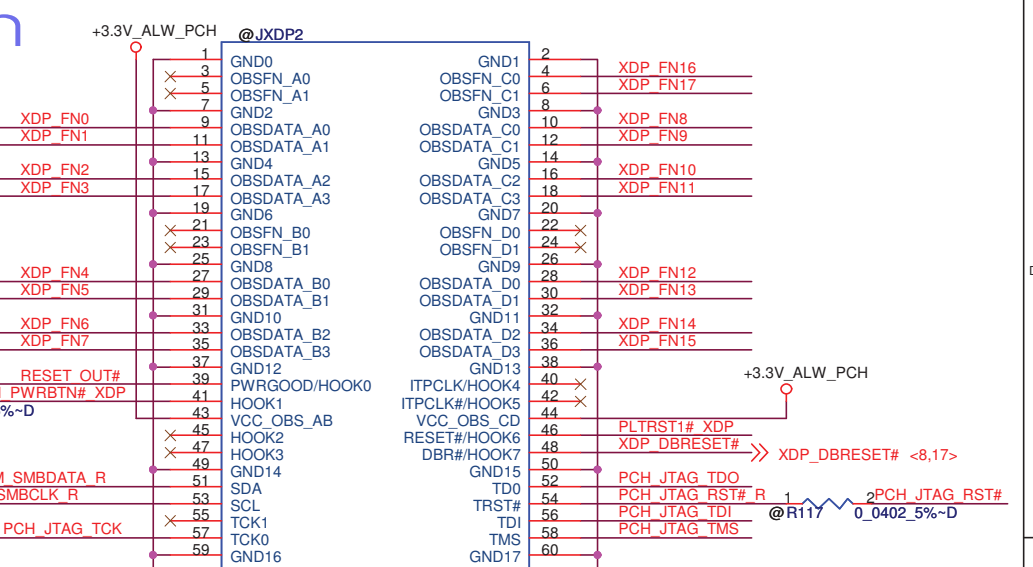 +3.3V_ALW_PCH @JXDP2
1 GND0 GND1 2
3 OBSFN_A0 OBSFN_C0 4 XDP_FN16
5 OBSFN_A1 OBSFN_C1 6 XDP_FN17
7 GND2 GND3 8
XDP_FN0 9 OBSDATA_A0 OBSDATA_C0 10 XDP_FN8
XDP_FN1 11 OBSDATA_A1 OBSDATA_C1 12 XDP_FN9
13 GND4 GND5 14
XDP_FN2 15 OBSDATA_A2 OBSDATA_C2 16 XDP_FN10
XDP_FN3 17 OBSDATA_A3 OBSDATA_C3 18 XDP_FN11
19 GND6 GND7 20
21 OBSFN_B0 OBSFN_D0 22
23 OBSFN_B1 OBSFN_D1 24
25 GND8 GND9 26
XDP_FN4 27 OBSDATA_B0 OBSDATA_D0 28 XDP_FN12
XDP_FN5 29 OBSDATA_B1 OBSDATA_D1 30 XDP_FN13
31 GND10 GND11 32
XDP_FN6 33 OBSDATA_B2 OBSDATA_D2 34 XDP_FN14
XDP_FN7 35 OBSDATA_B3 OBSDATA_D3 36 XDP_FN15
37 GND12 GND13 38
+3.3V_ALW_PCH
RESET_OUT# 39 PWRGOOD/HOOK0 ITPCLK/HOOK4 40
PWRBTN#_XDP 41 HOOK1 ITPCLK#/HOOK5 42
%~D 43 VCC_OBS_AB VCC_OBS_CD 44
45 HOOK2 RESET#/HOOK6 46 PLTRST1#_XDP
47 HOOK3 DBR#/HOOK7 48 XDP_DBRESET# XDP_DBRESET# <8,17>
49 GND14 GND15 50
M_SMBDATA_R 51 SDA TD0 52 PCH_JTAG_TDO
SMBCLK_R 53 SCL TRST# 54 PCH_JTAG_RST#_R 1 2 PCH_JTAG_RST#
55 TCK1 TDI 56 PCH_JTAG_TDI @R117 0_0402_5%~D
PCH_JTAG_TCK 57 TCK0 TMS 58 PCH_JTAG_TMS
59 GND16 GND17 60